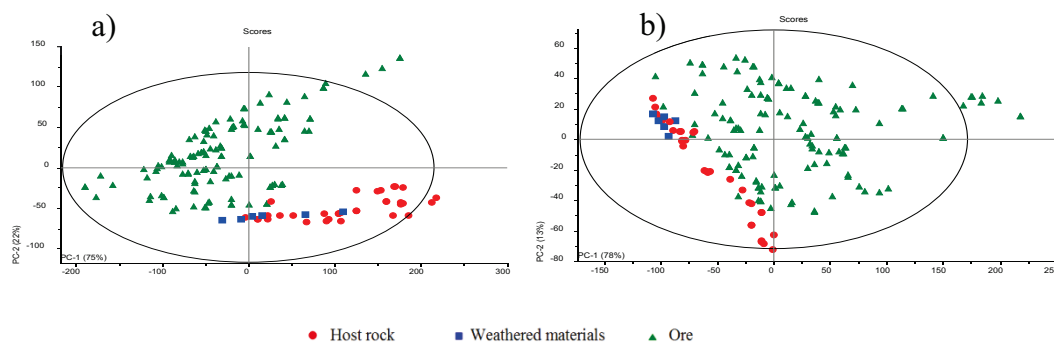 a)
Scores
150
100
50
0
-50
-100
PC-2 (22%)
PC-1 (75%)
-200 -100 0 100 200 300
b)
Scores
60
40
20
0
-20
-40
-60
-80
PC-2 (13%)
PC-1 (78%)
-150 -100 -50 0 50 100 150 200 250
Host rock Weathered materials Ore